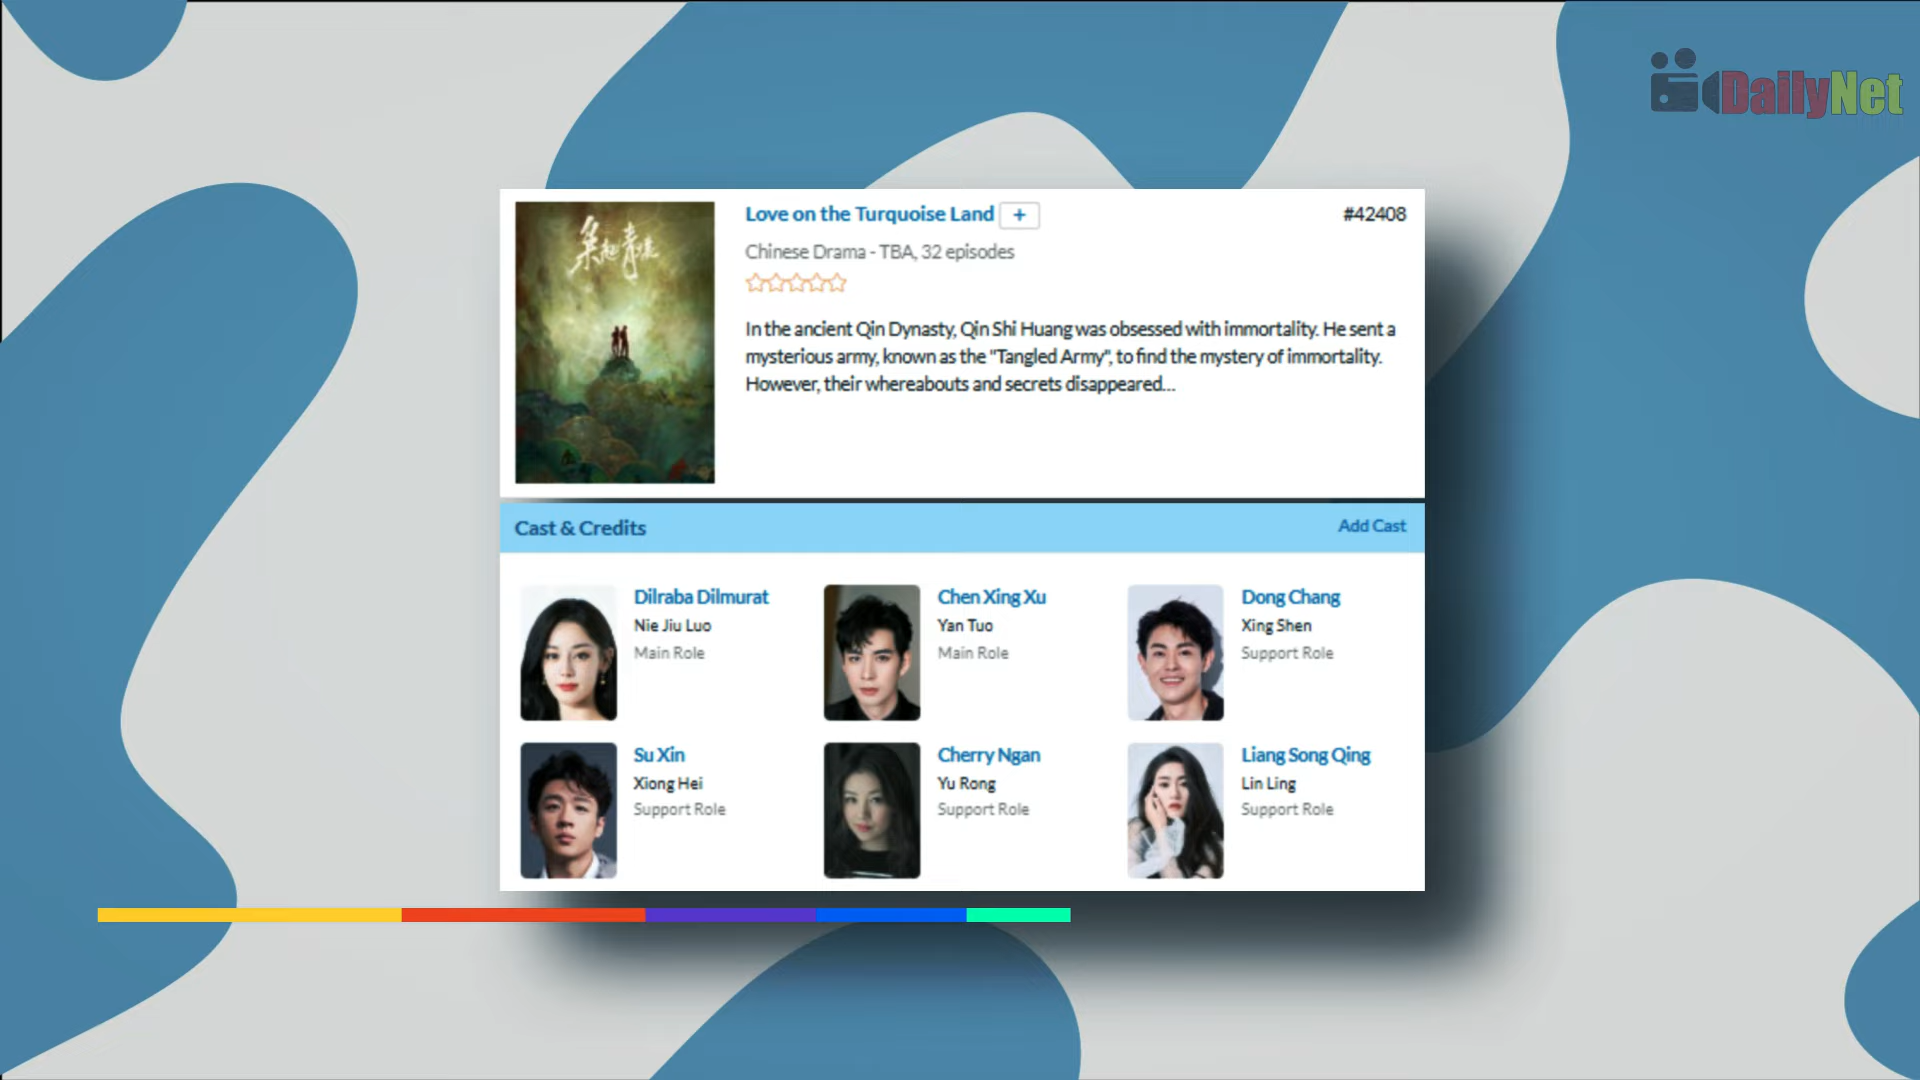 DailyNet
枭起青壤
Love on the Turquoise Land +
#42408
Chinese Drama - TBA, 32 episodes
In the ancient Qin Dynasty, Qin Shi Huang was obsessed with immortality. He sent a
mysterious army, known as the "Tangled Army", to find the mystery of immortality.
However, their whereabouts and secrets disappeared...
Cast & Credits
Add Cast
Dilraba Dilmurat
Nie Jiu Luo
Main Role
Chen Xing Xu
Yan Tuo
Main Role
Dong Chang
Xing Shen
Support Role
Su Xin
Xiong Hei
Support Role
Cherry Ngan
Yu Rong
Support Role
Liang Song Qing
Lin Ling
Support Role